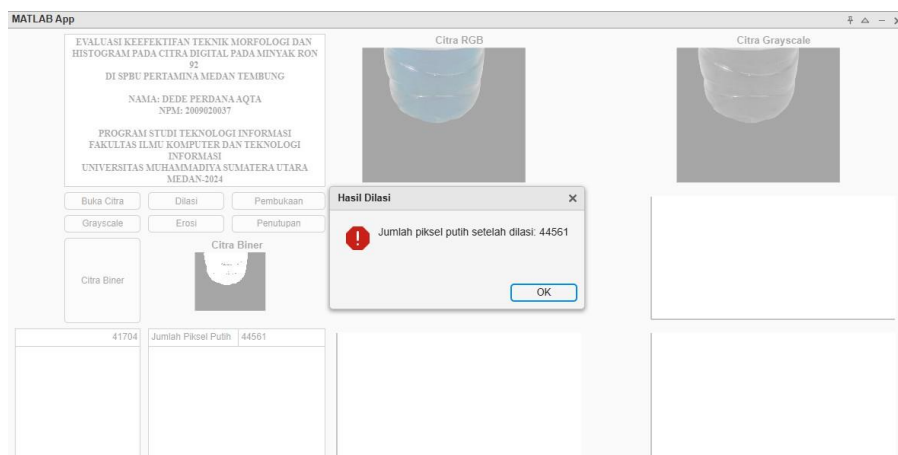 MATLAB App
EVALUASI KEEFEKTIFAN TEKNIK MORFOLOGI DAN
HISTOGRAM PADA CITRA DIGITAL PADA MINYAK RON
92
DI SPBU PERTAMINA MEDAN TEMBUNG
NAMA: DEDE PERDANA AQTA
NPM: 2009020037
PROGRAM STUDI TEKNOLOGI INFORMASI
FAKULTAS ILMU KOMPUTER DAN TEKNOLOGI
INFORMASI
UNIVERSITAS MUHAMMADIYA SUMATERA UTARA
MEDAN-2024
Citra RGB
Citra Grayscale
Buka Citra
Dilasi
Pembukaan
Grayscale
Erosi
Penutupan
Citra Biner
Citra Biner
Hasil Dilasi
Jumlah piksel putih setelah dilasi: 44561
OK
41704
Jumlah Piksel Putih
44561